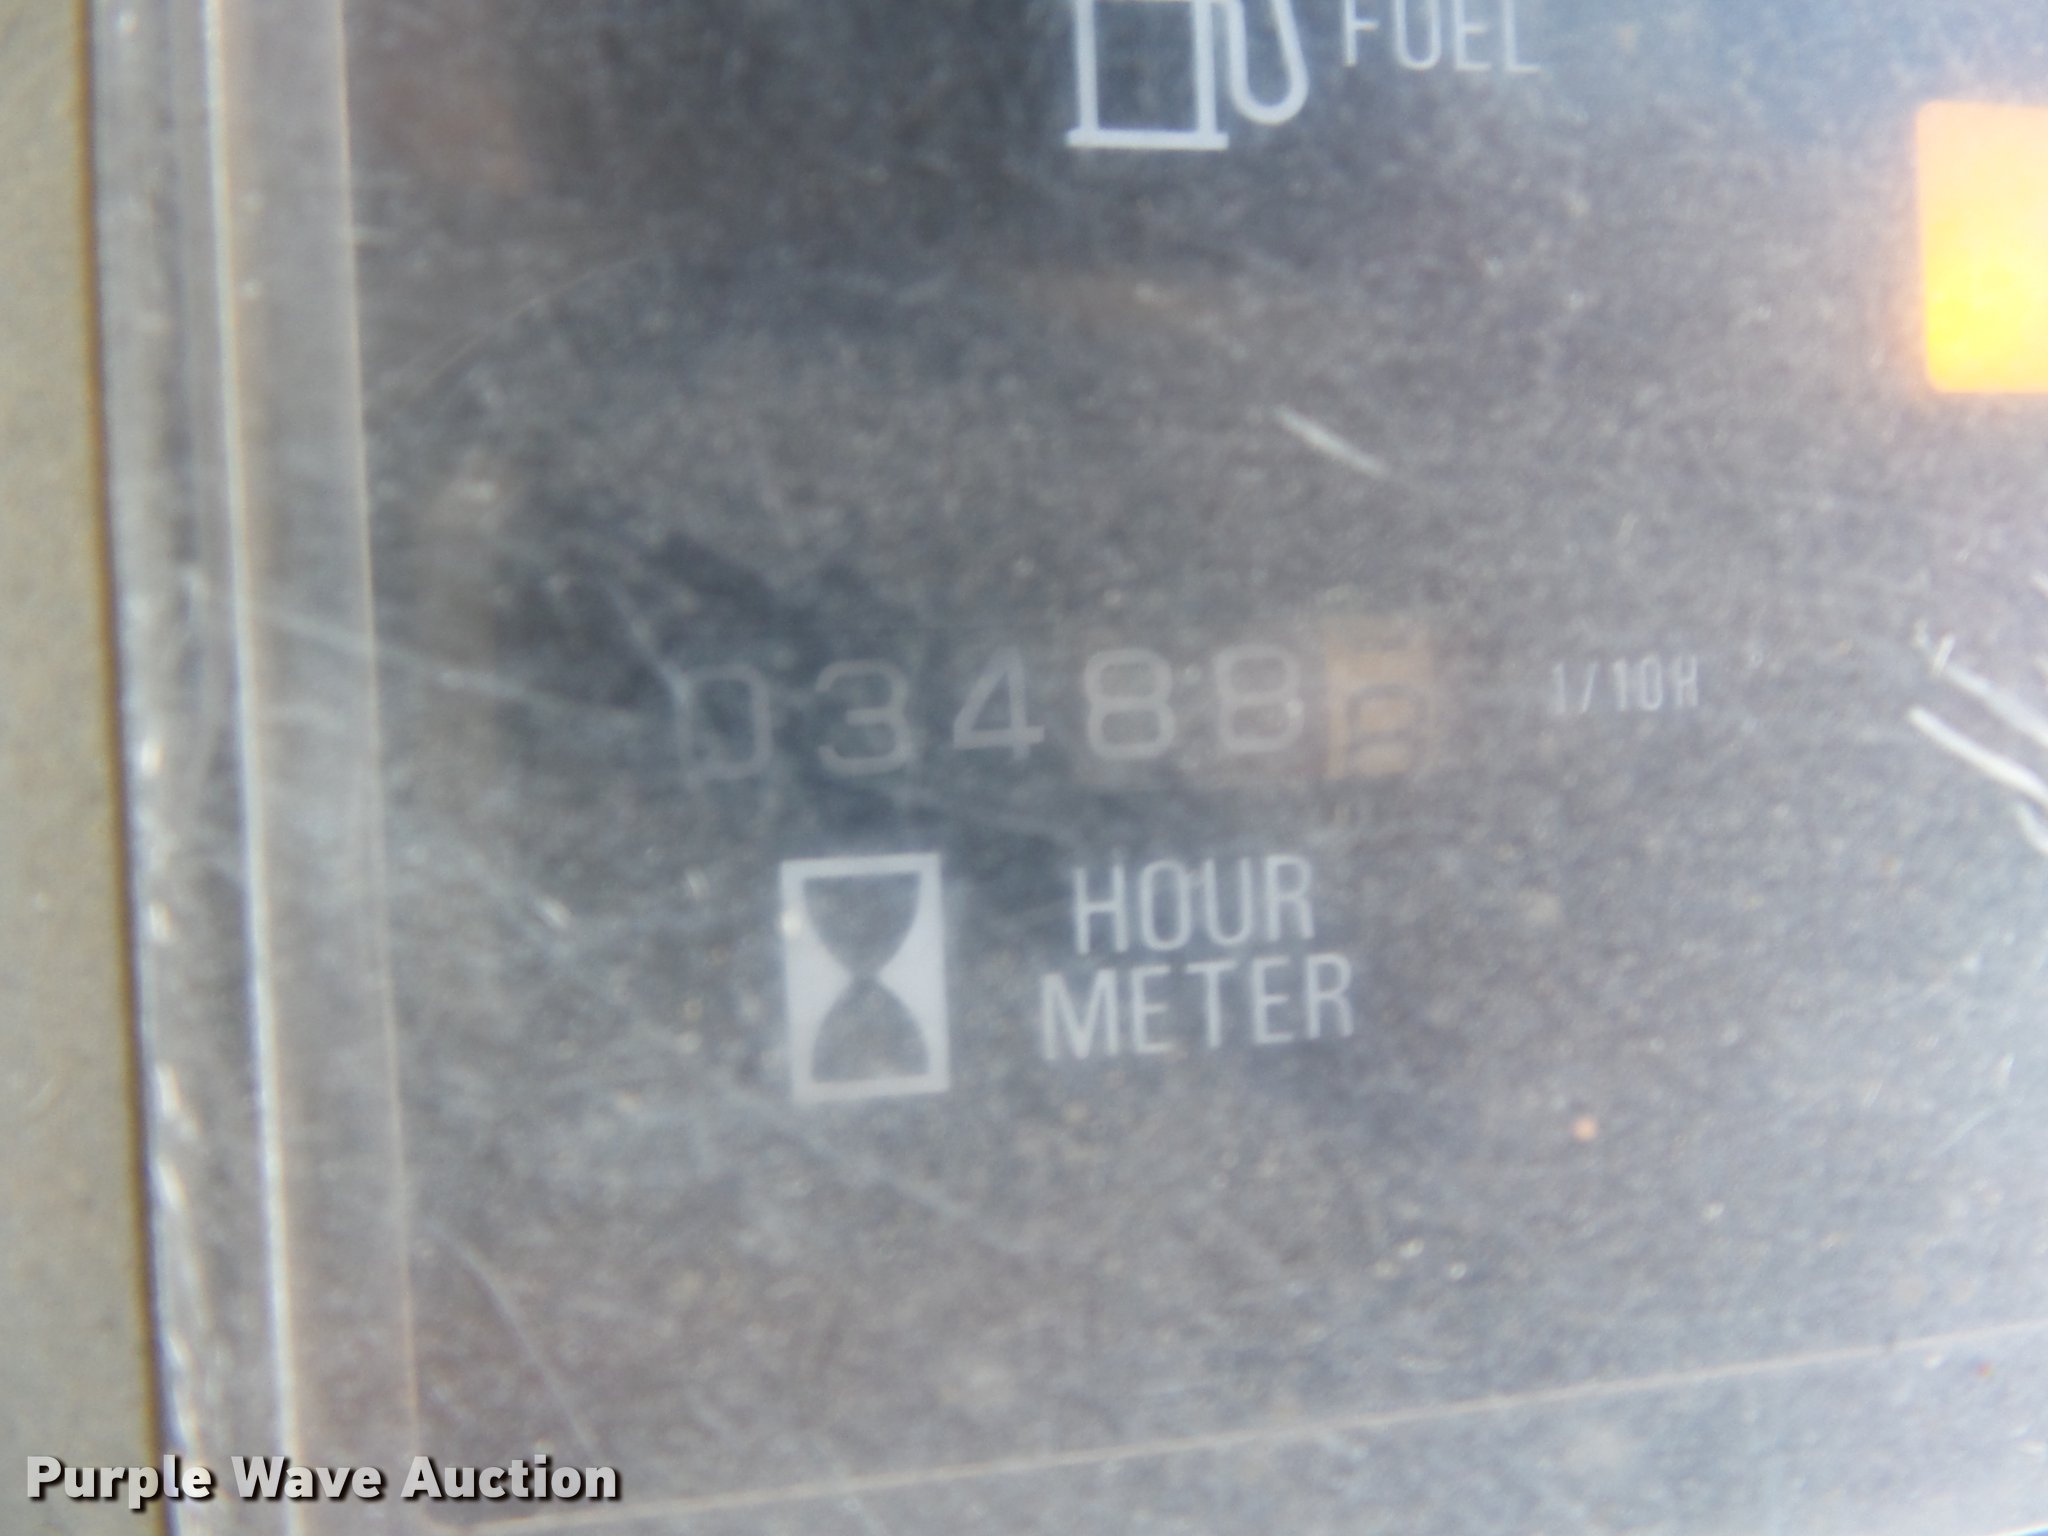 FUEL
03488 1/10H
HOUR
METER
Purple Wave Auction